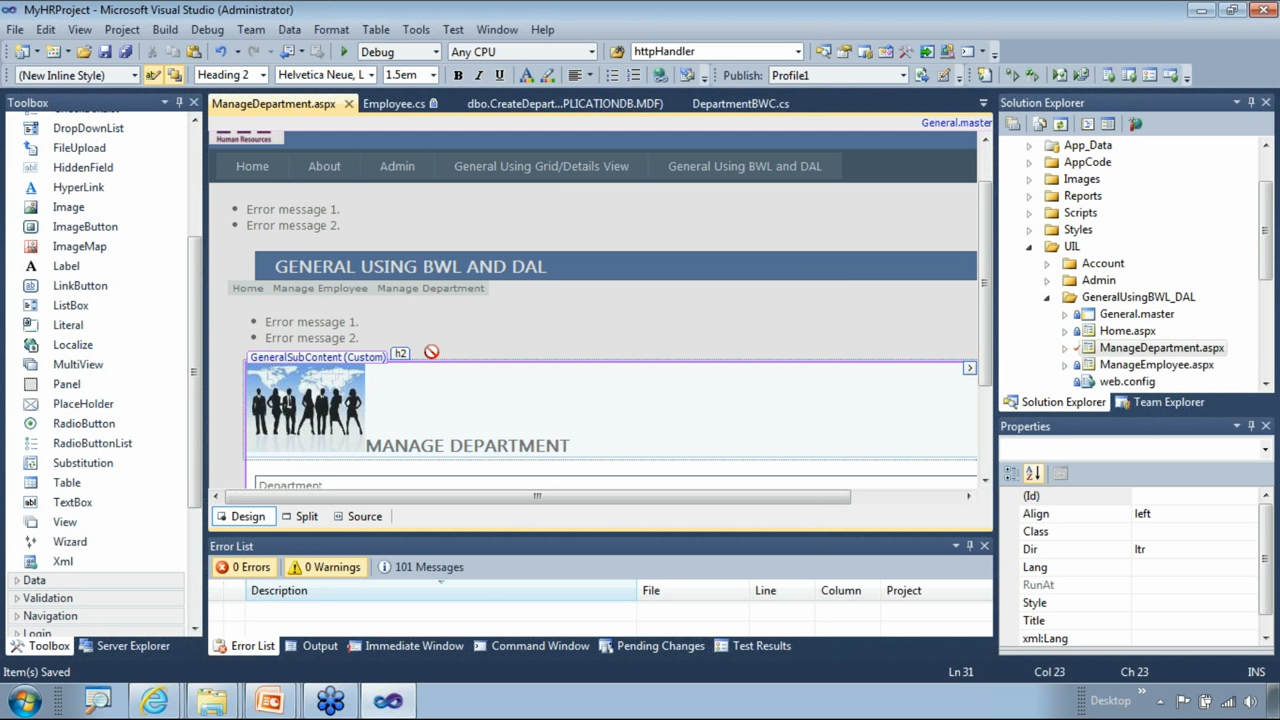 MyHRProject - Microsoft Visual Studio (Administrator)
File Edit View Project Build Debug Team Data Format Table Tools Test Window Help
Debug Any CPU httpHandler
(New Inline Style) Heading 2 Helvetica Neue, L 1.5em B I U A Publish: Profile1
Toolbox
DropDownList
FileUpload
HiddenField
HyperLink
Image
ImageButton
ImageMap
Label
LinkButton
ListBox
Literal
Localize
MultiView
Panel
PlaceHolder
RadioButton
RadioButtonList
Substitution
Table
TextBox
View
Wizard
Xml
Data
Validation
Navigation
Login
Toolbox Server Explorer
ManageDepartment.aspx Employee.cs dbo.CreateDepart...PLICATIONDB.MDF) DepartmentBWC.cs
General.master
Human Resources
Home About Admin General Using Grid/Details View General Using BWL and DAL
Error message 1.
Error message 2.
GENERAL USING BWL AND DAL
Home Manage Employee Manage Department
Error message 1.
Error message 2.
GeneralSubContent (Custom) h2
MANAGE DEPARTMENT
Department
Design Split Source
Error List
0 Errors 0 Warnings 101 Messages
Description File Line Column Project
Error List Output Immediate Window Command Window Pending Changes Test Results
Solution Explorer
App_Data
AppCode
Images
Reports
Scripts
Styles
UIL
Account
Admin
GeneralUsingBWL_DAL
General.master
Home.aspx
ManageDepartment.aspx
ManageEmployee.aspx
web.config
Solution Explorer Team Explorer
Properties
(Id)
Align left
Class
Dir ltr
Lang
RunAt
Style
Title
xml:Lang
Item(s) Saved Ln 31 Col 23 Ch 23 INS
Desktop